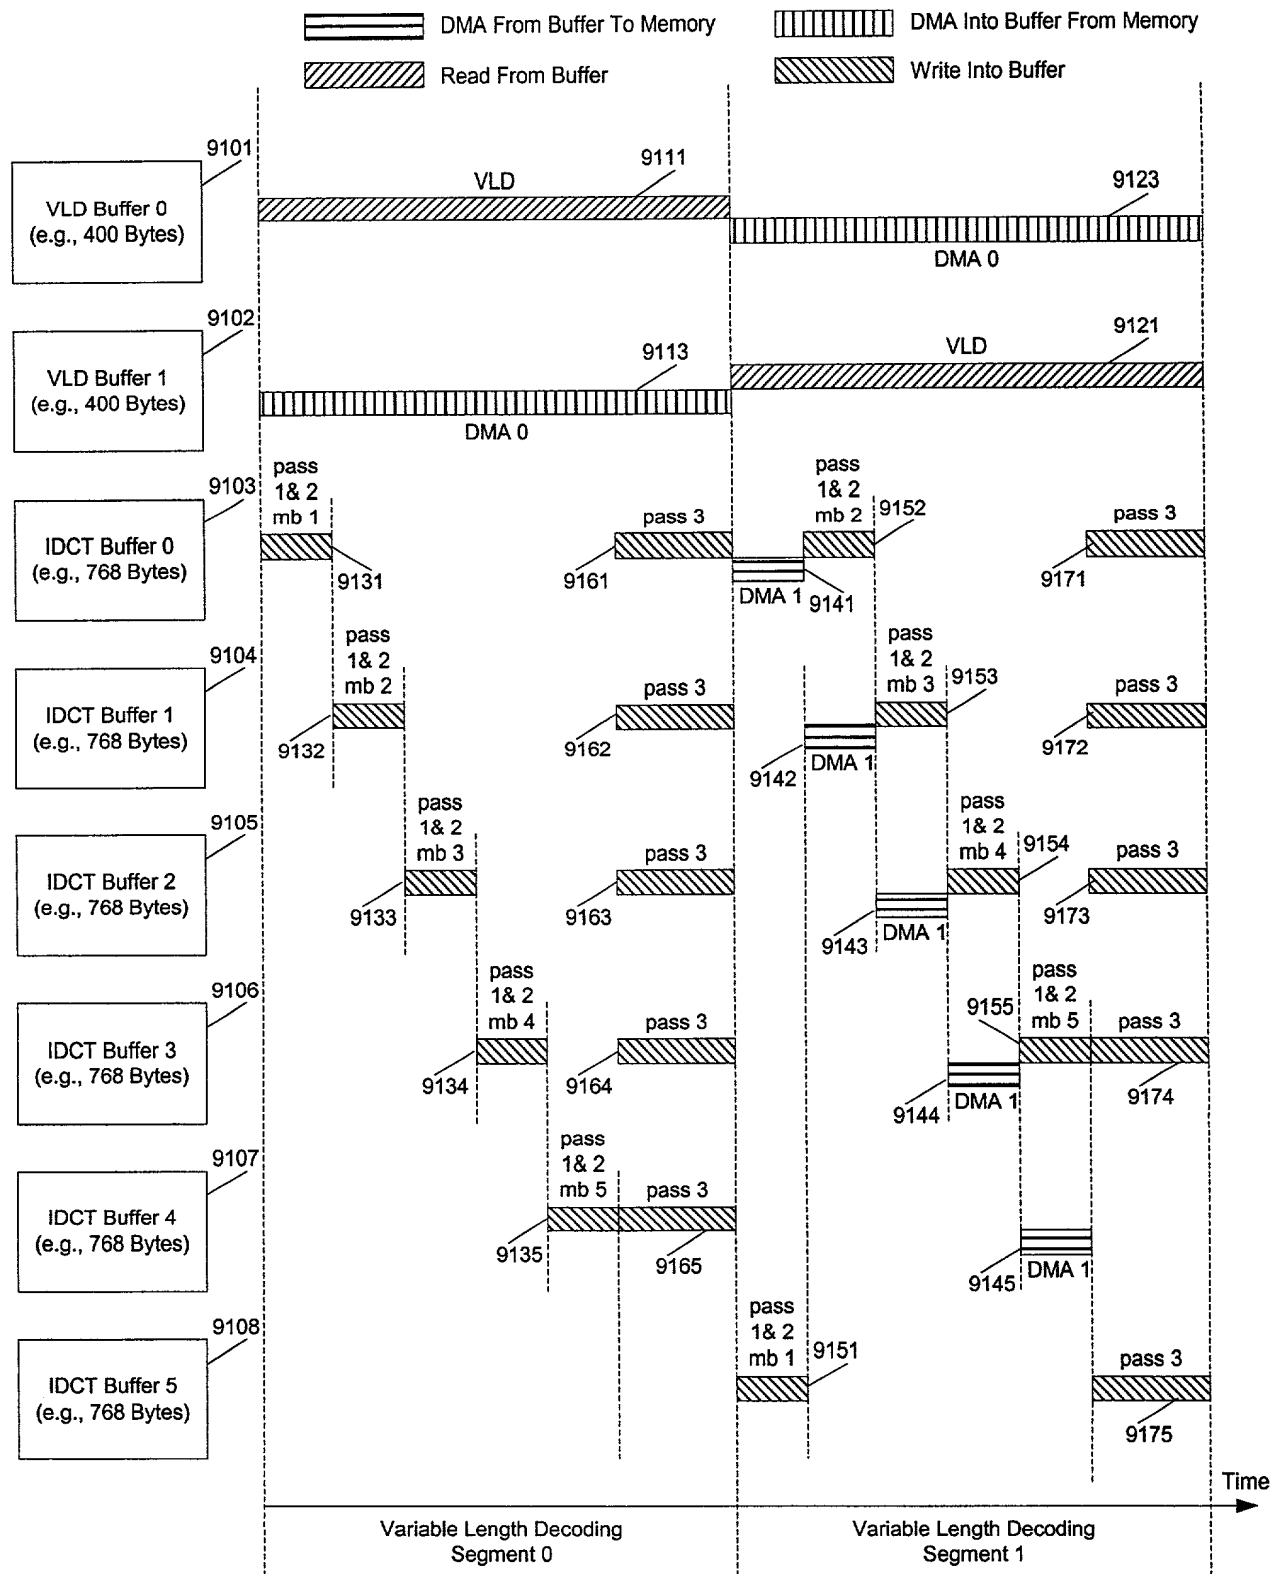 DMA From Buffer To Memory
DMA Into Buffer From Memory
Read From Buffer
Write Into Buffer
9101
VLD Buffer 0
(e.g., 400 Bytes)
VLD
9111
9123
DMA 0
9102
VLD Buffer 1
(e.g., 400 Bytes)
9113
DMA 0
VLD
9121
9103
IDCT Buffer 0
(e.g., 768 Bytes)
pass
1& 2
mb 1
9131
pass 3
9161
DMA 1
9141
pass
1& 2
mb 2
9152
pass 3
9171
9104
IDCT Buffer 1
(e.g., 768 Bytes)
pass
1& 2
mb 2
9132
pass 3
9162
9142
DMA 1
pass
1& 2
mb 3
9153
pass 3
9172
9105
IDCT Buffer 2
(e.g., 768 Bytes)
pass
1& 2
mb 3
9133
pass 3
9163
9143
DMA 1
pass
1& 2
mb 4
9154
pass 3
9173
9106
IDCT Buffer 3
(e.g., 768 Bytes)
pass
1& 2
mb 4
9134
pass 3
9164
9144
DMA 1
9155
pass
1& 2
mb 5
pass 3
9174
9107
IDCT Buffer 4
(e.g., 768 Bytes)
pass
1& 2
mb 5
9135
pass 3
9165
9145
DMA 1
9108
IDCT Buffer 5
(e.g., 768 Bytes)
pass
1& 2
mb 1
9151
pass 3
9175
Time
Variable Length Decoding
Segment 0
Variable Length Decoding
Segment 1